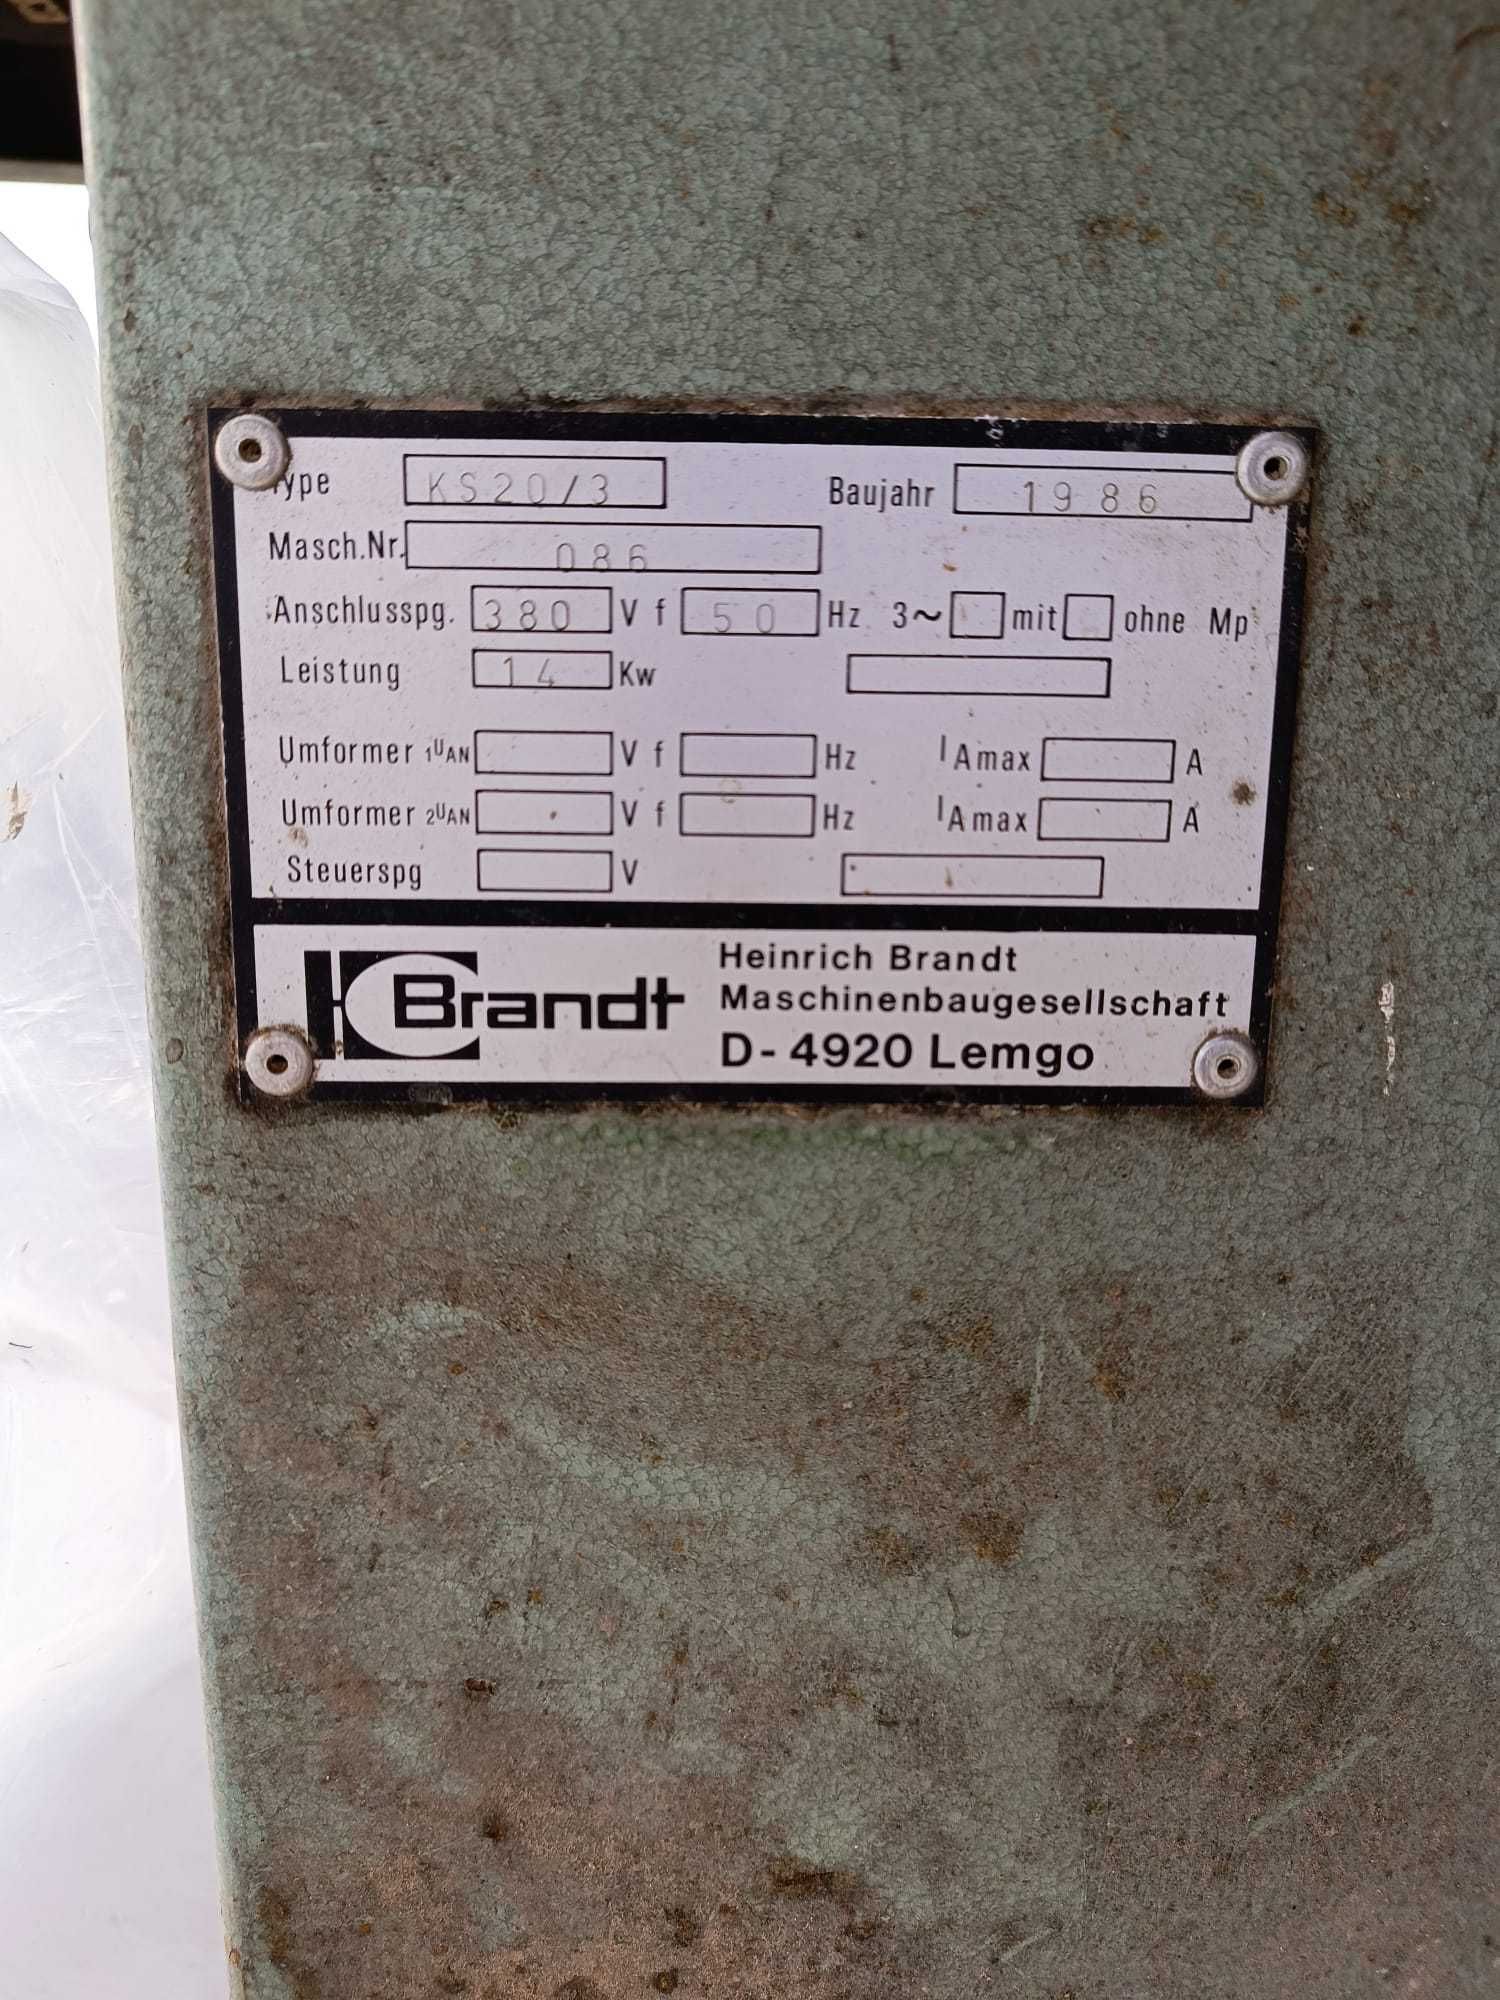 Type KS20/3 Baujahr 1986
Masch.Nr. 086
Anschlusspg. 380 V f 50 Hz 3~ mit ohne Mp
Leistung 14 Kw
Umformer 1UAN V f Hz IAmax A
Umformer 2UAN V f Hz IAmax A
Steuerspg V
Brandt
Heinrich Brandt
Maschinenbaugesellschaft
D-4920 Lemgo